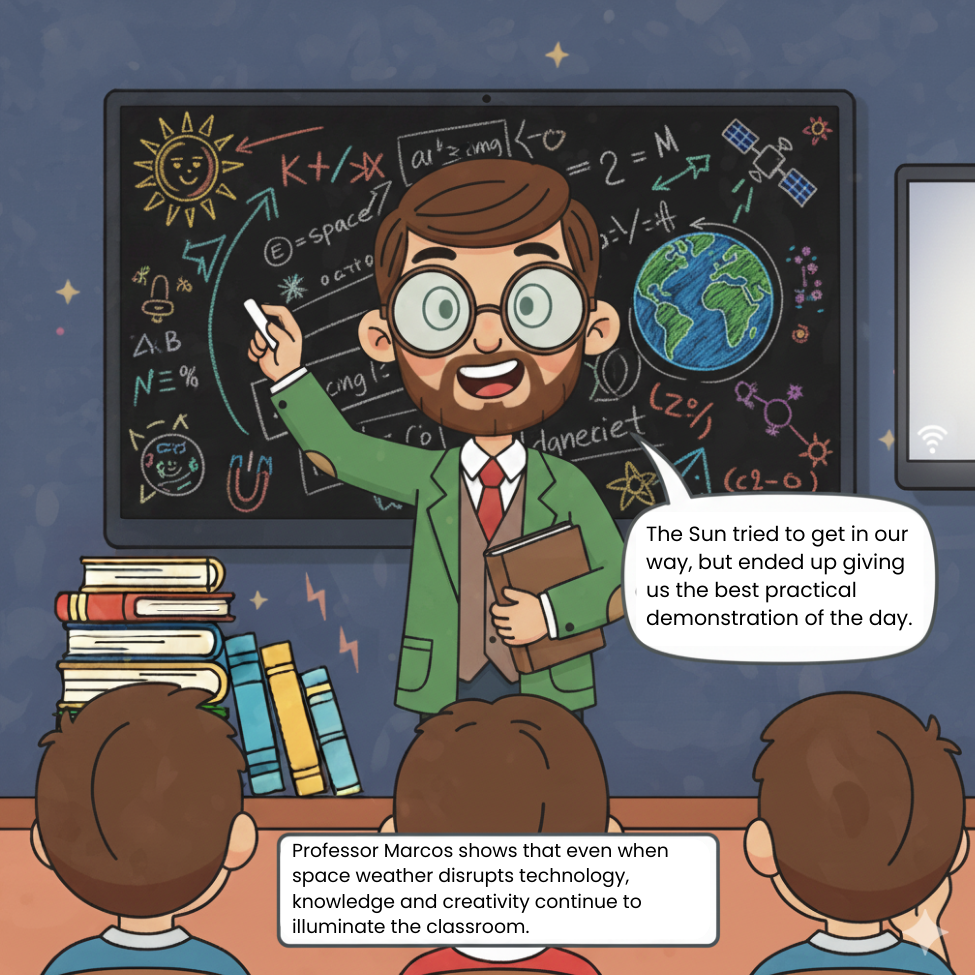 K+/
= 2 = M
E =space
ΔkB
N≡%
(2%)
daneciet
(c2-0)
The Sun tried to get in our
way, but ended up giving
us the best practical
demonstration of the day.
Professor Marcos shows that even when
space weather disrupts technology,
knowledge and creativity continue to
illuminate the classroom.